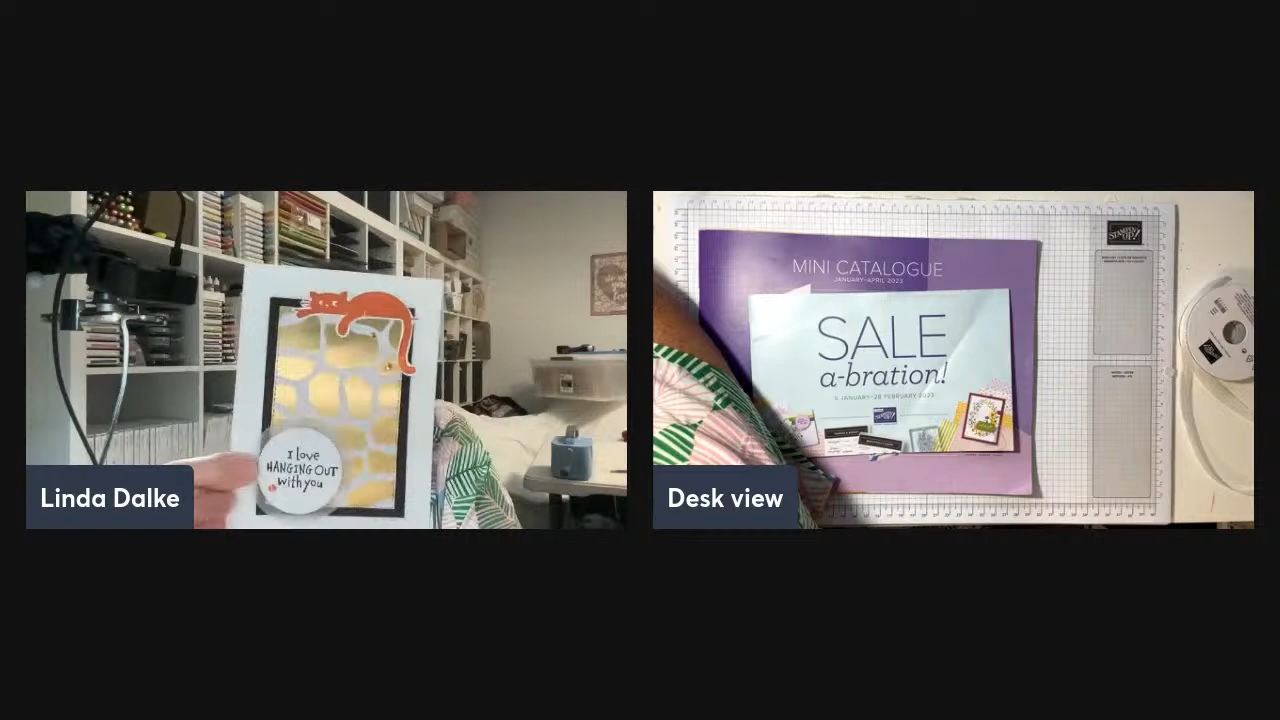 I love
HANGING OUT
with you
Linda Dalke
MINI CATALOGUE
JANUARY–APRIL 2023
SALE
a-bration!
STAMPIN' UP!
Desk view